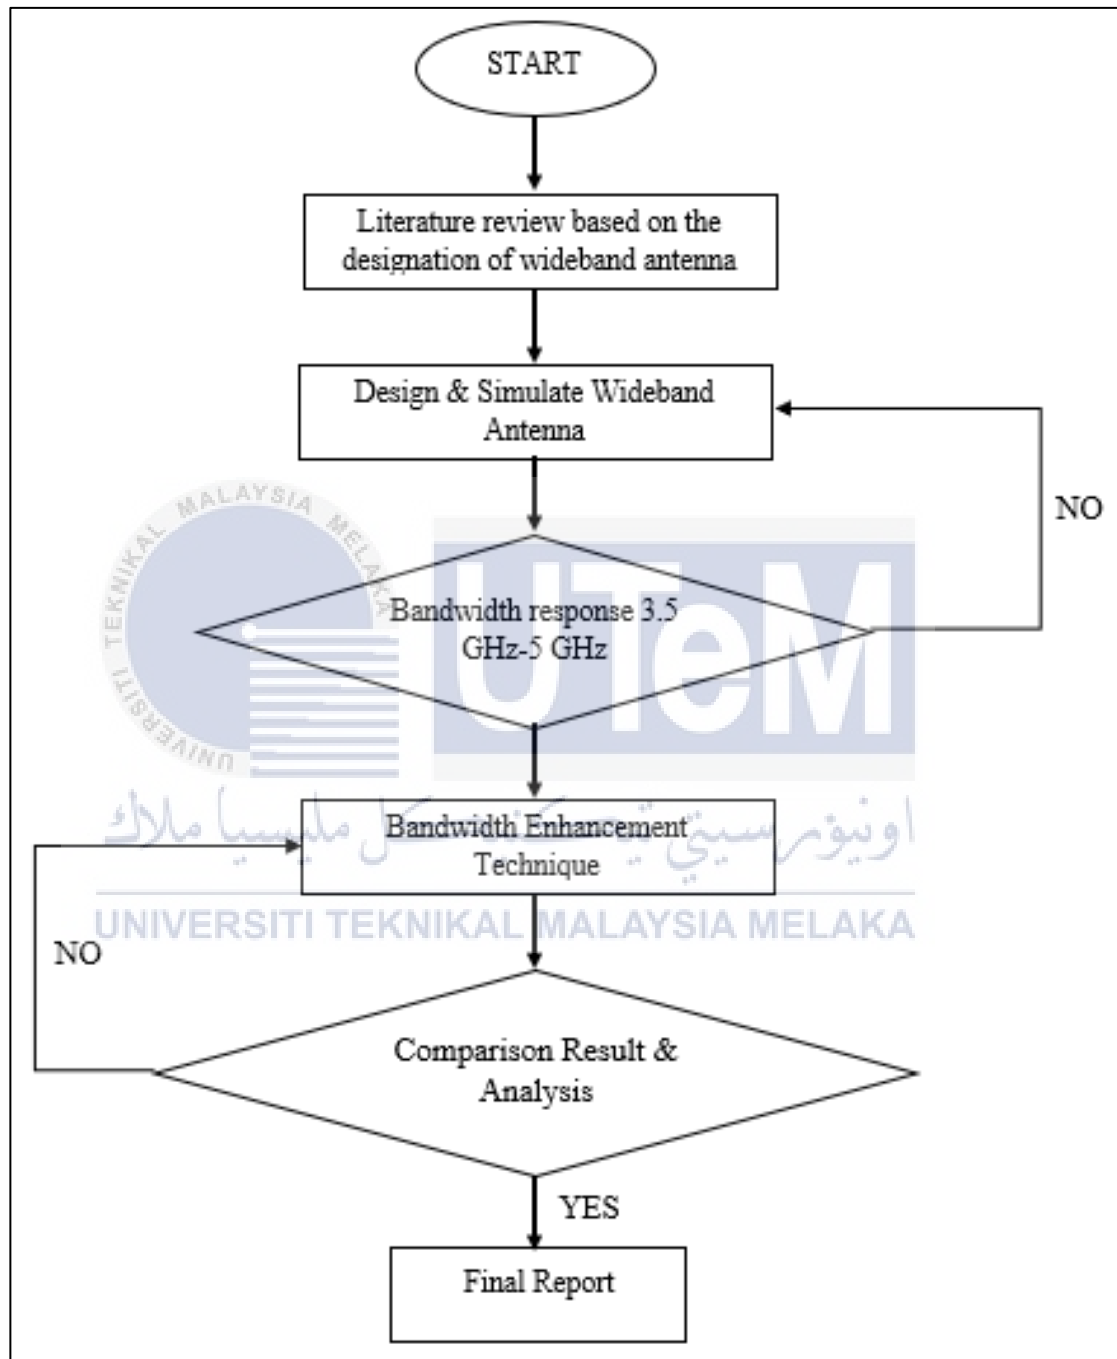 START
Literature review based on the
designation of wideband antenna
Design & Simulate Wideband
Antenna
NO
UNIVERSITI TEKNIKAL MALAYSIA MELAKA
UTeM
Bandwidth response 3.5
GHz-5 GHz
Bandwidth Enhancement
Technique
اونيۏرسيتي تيكنيكل مليسيا ملاك
UNIVERSITI TEKNIKAL MALAYSIA MELAKA
NO
Comparison Result &
Analysis
YES
Final Report